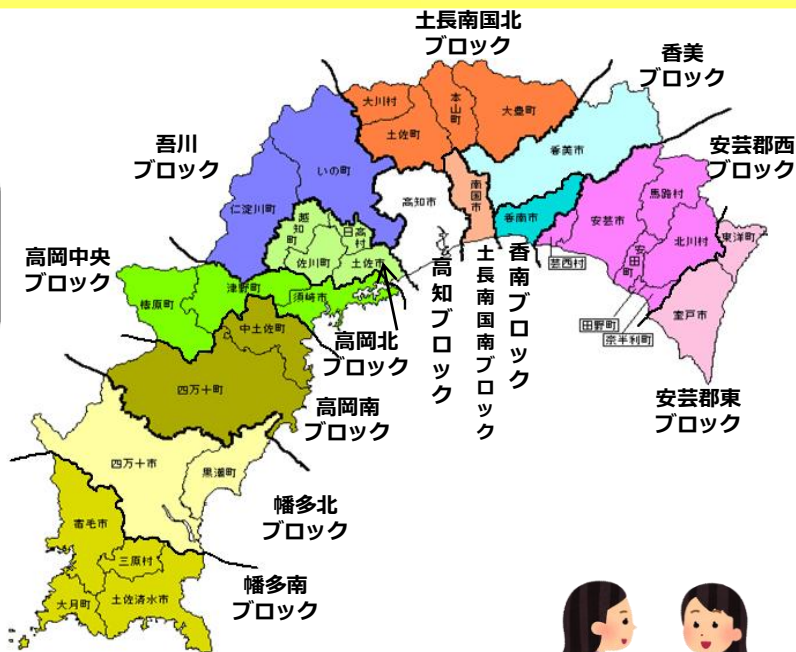 土長南国北
ブロック
香美
ブロック
吾川
ブロック
安芸郡西
ブロック
高岡中央
ブロック
大川村
土佐町
本山町
大豊町
いの町
仁淀川町
高知市
南国市
香美市
香南市
安芸市
馬路村
北川村
安田町
東洋町
室戸市
芸西村
田野町
奈半利町
越知町
日高村
佐川町
土佐市
津野町
須崎市
梼原町
中土佐町
四万十町
高岡北
ブロック
高知ブロック
土長南国南ブロック
香南ブロック
安芸郡東
ブロック
高岡南
ブロック
四万十市
黒潮町
幡多北
ブロック
宿毛市
三原村
大月町
土佐清水市
幡多南
ブロック